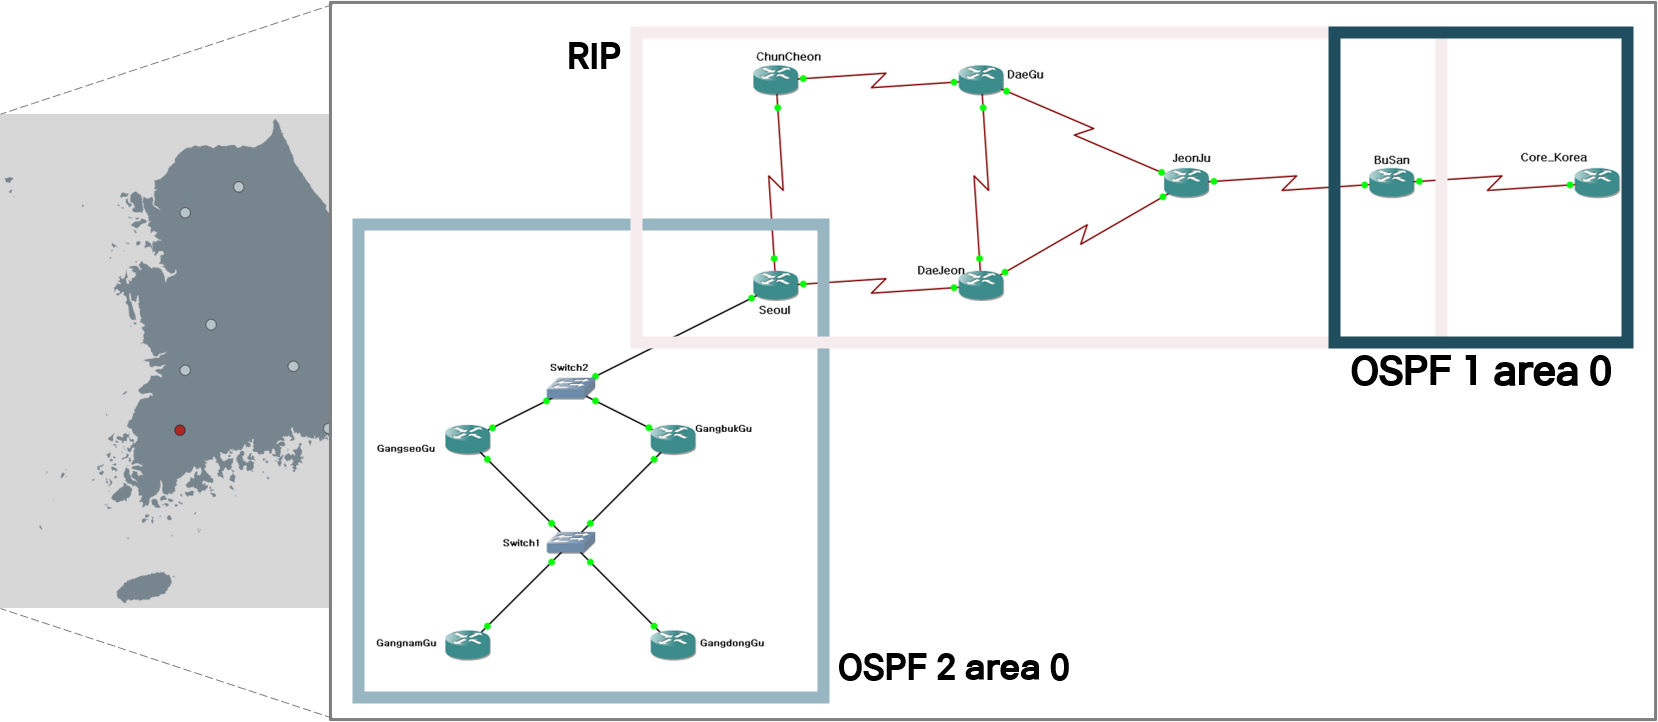 RIP
ChunCheon
DaeGu
JeonJu
BuSan
Core_Korea
DaeJeon
Seoul
OSPF 1 area 0
Switch2
GangseoGu
GangbukGu
Switch1
GangnamGu
GangdongGu
OSPF 2 area 0